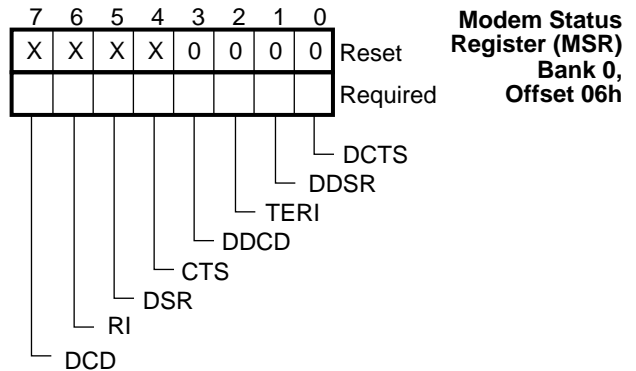 7 6 5 4 3 2 1 0
X X X X 0 0 0 0 Reset
Required
Modem Status
Register (MSR)
Bank 0,
Offset 06h
DCTS
DDSR
TERI
DDCD
CTS
DSR
RI
DCD